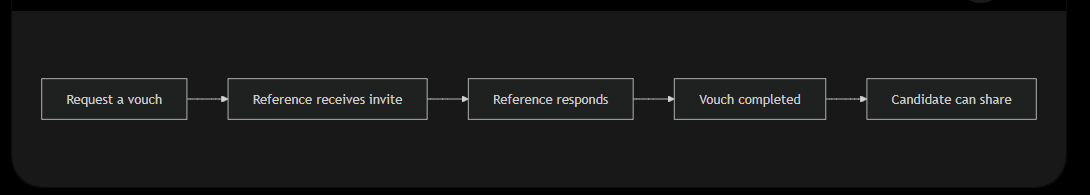 Request a vouch
Reference receives invite
Reference responds
Vouch completed
Candidate can share